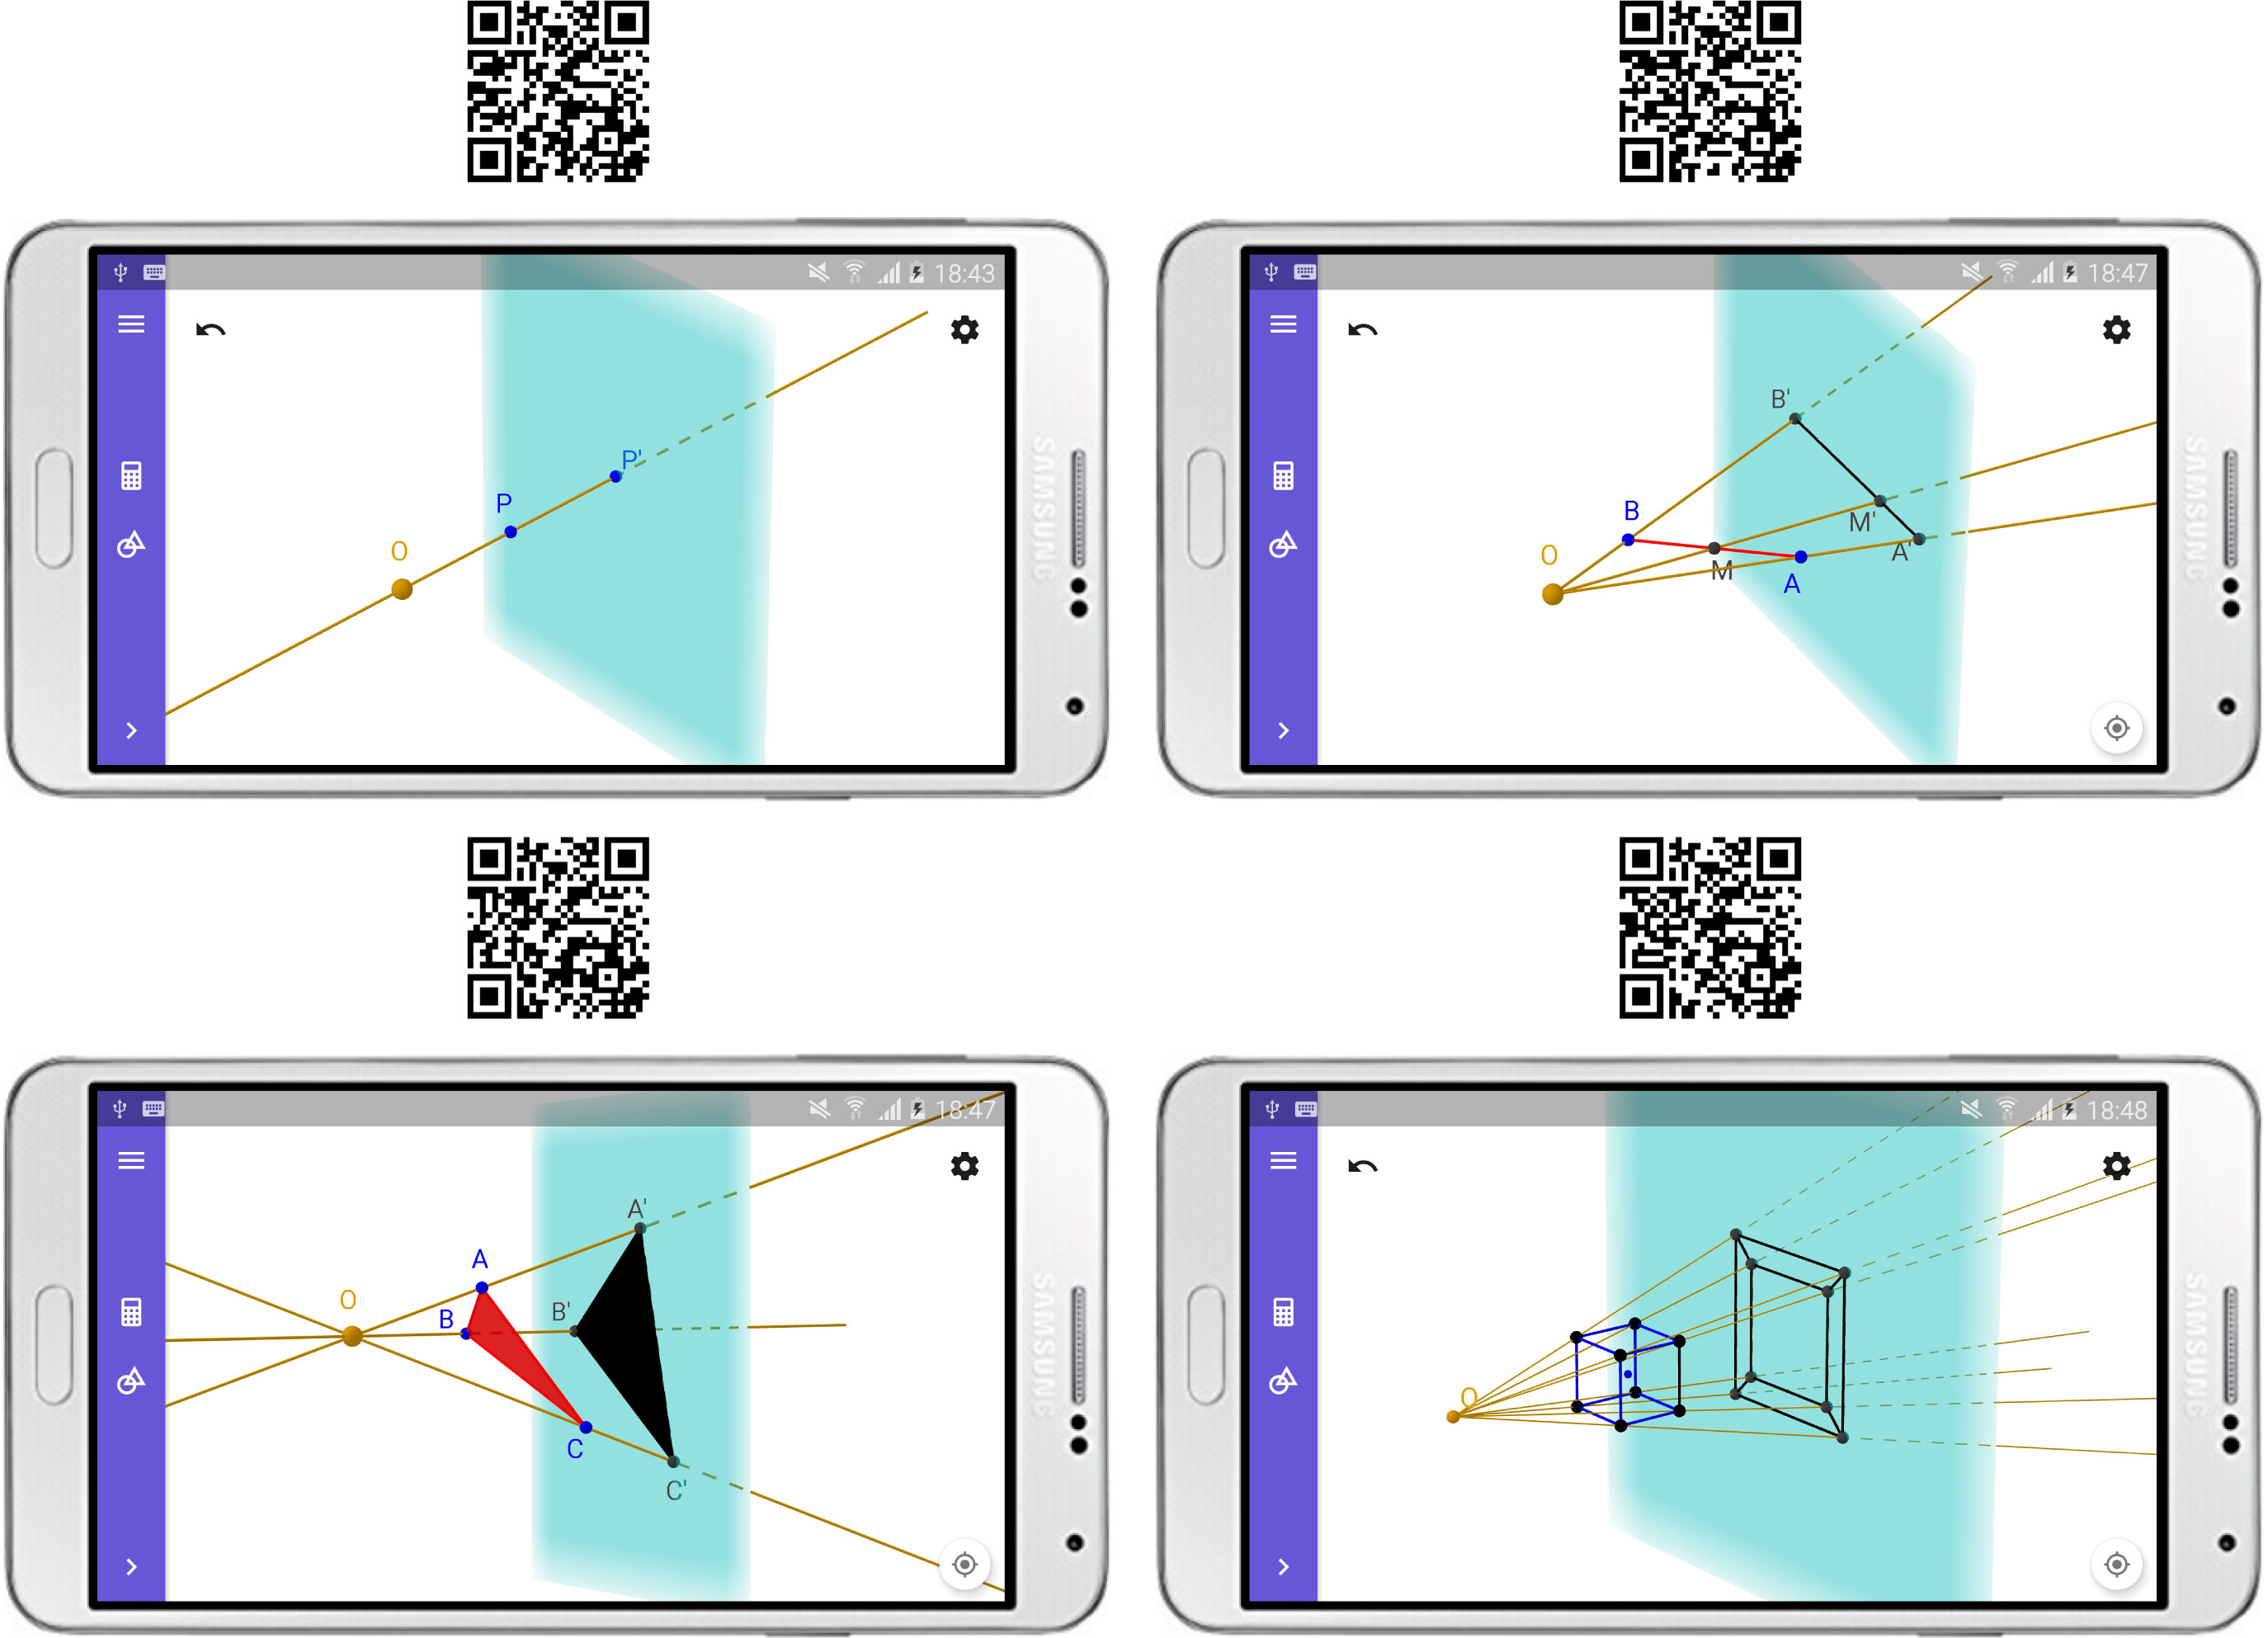 18:43
P'
P
O
SAMSUNG
18:47
B'
B
M'
O
A'
M
A
SAMSUNG
18:47
A'
A
O
B'
B
C
C'
SAMSUNG
18:48
O
SAMSUNG